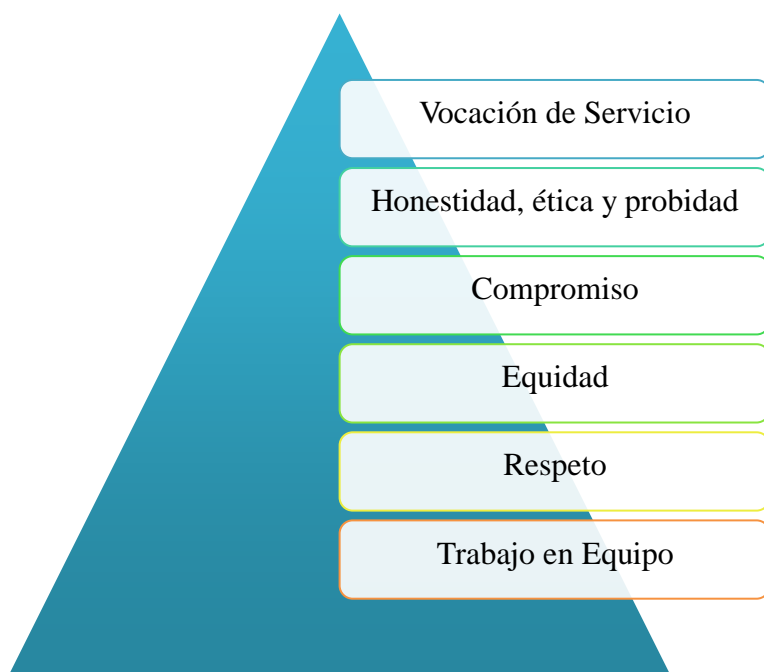 Vocación de Servicio
Honestidad, ética y probidad
Compromiso
Equidad
Respeto
Trabajo en Equipo